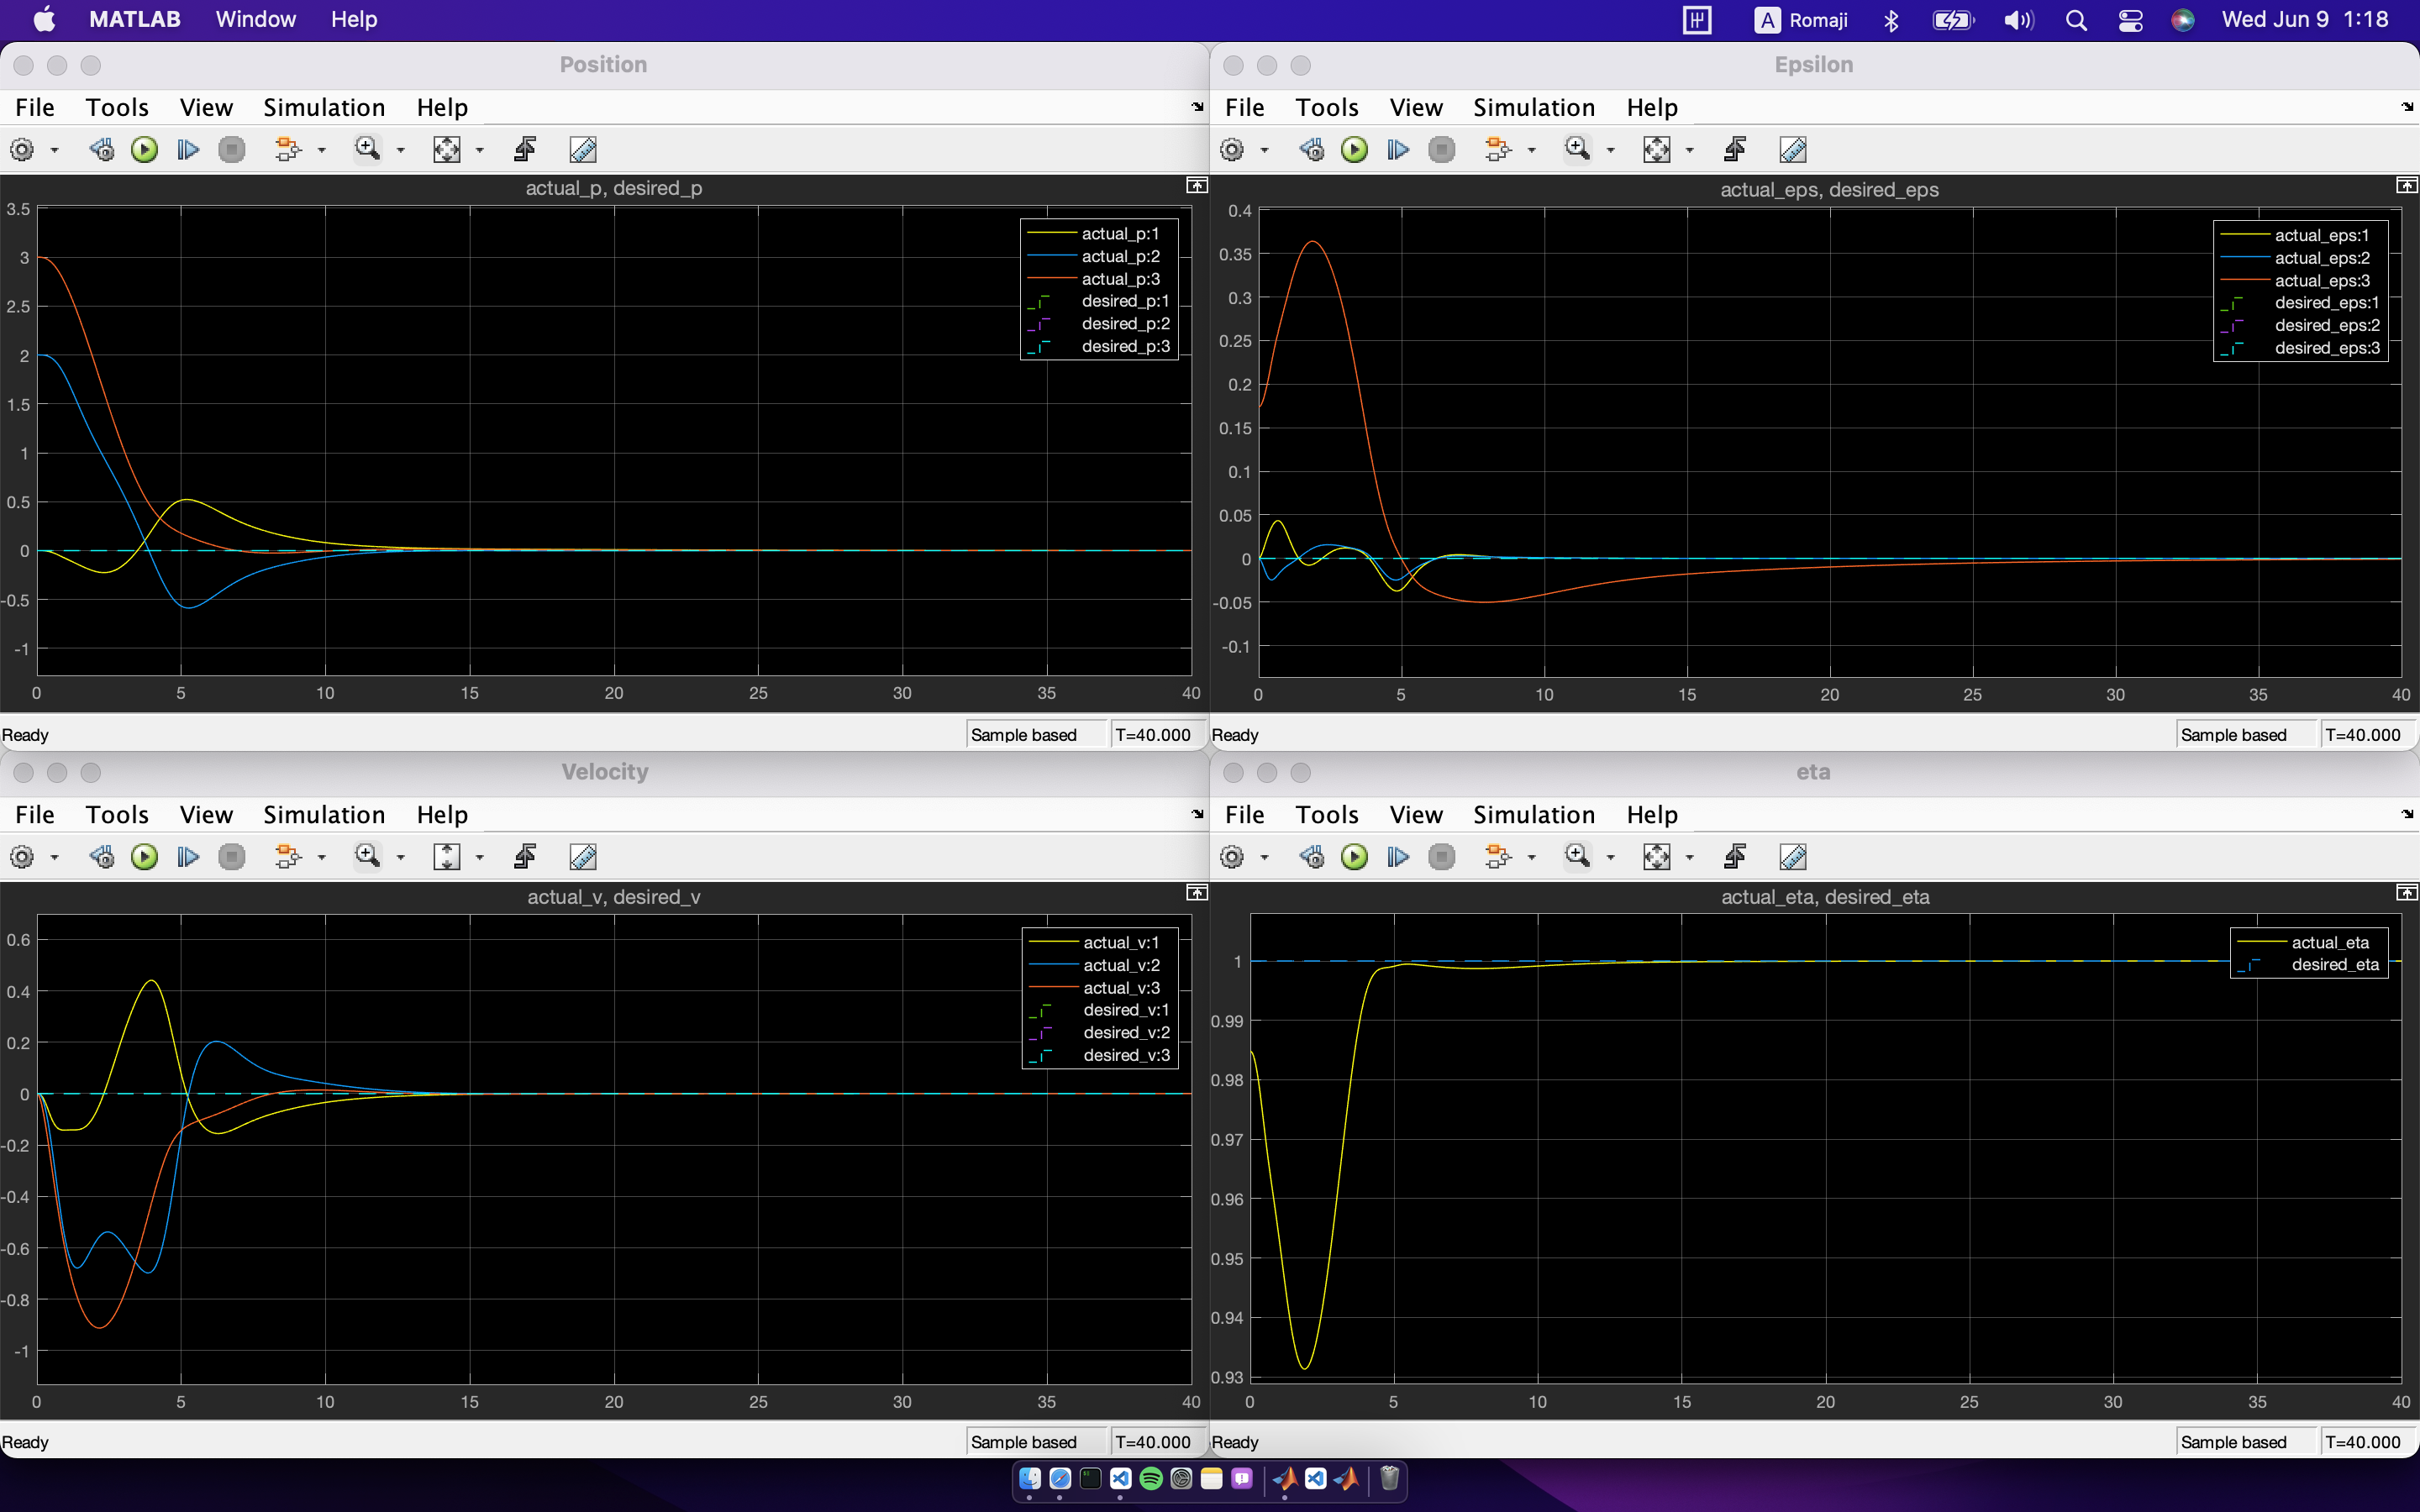 MATLAB Window Help A Romaji Wed Jun 9 1:18
Position
File Tools View Simulation Help
actual_p, desired_p
3.5
3
2.5
2
1.5
1
0.5
0
-0.5
-1
actual_p:1
actual_p:2
actual_p:3
desired_p:1
desired_p:2
desired_p:3
0 5 10 15 20 25 30 35 40
Ready Sample based T=40.000
Epsilon
File Tools View Simulation Help
actual_eps, desired_eps
0.4
0.35
0.3
0.25
0.2
0.15
0.1
0.05
0
-0.05
-0.1
actual_eps:1
actual_eps:2
actual_eps:3
desired_eps:1
desired_eps:2
desired_eps:3
0 5 10 15 20 25 30 35 40
Ready Sample based T=40.000
Velocity
File Tools View Simulation Help
actual_v, desired_v
0.6
0.4
0.2
0
-0.2
-0.4
-0.6
-0.8
-1
actual_v:1
actual_v:2
actual_v:3
desired_v:1
desired_v:2
desired_v:3
0 5 10 15 20 25 30 35 40
Ready Sample based T=40.000
eta
File Tools View Simulation Help
actual_eta, desired_eta
1
0.99
0.98
0.97
0.96
0.95
0.94
0.93
actual_eta
desired_eta
0 5 10 15 20 25 30 35 40
Ready Sample based T=40.000